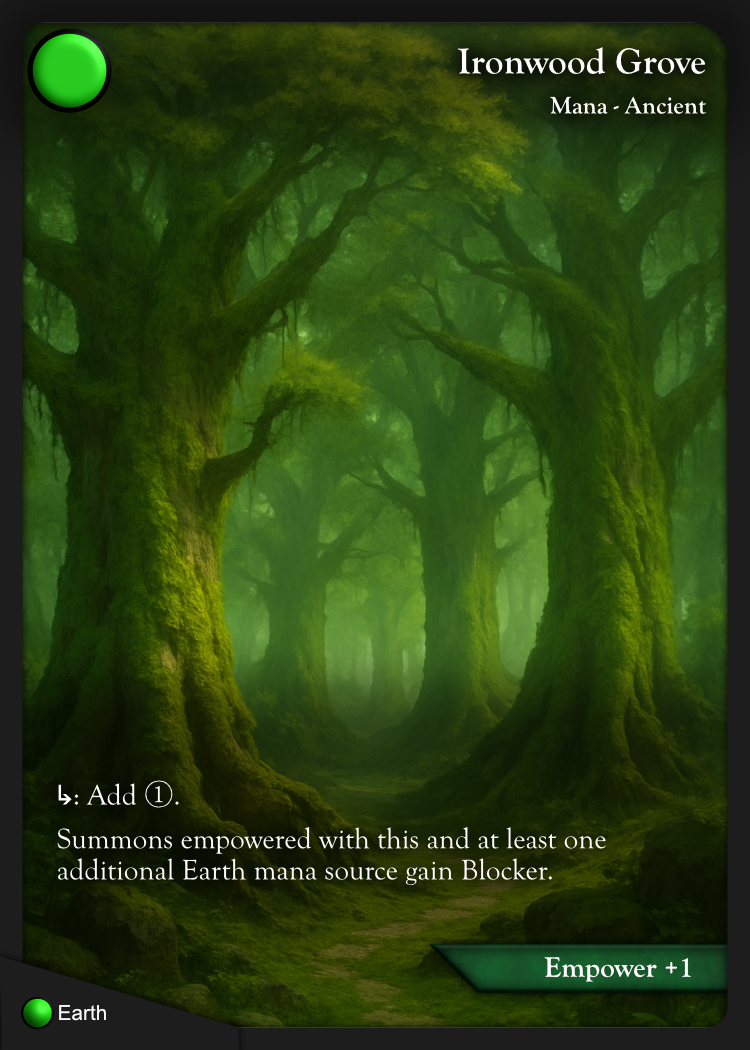 Ironwood Grove
Mana - Ancient
↳: Add ①.
Summons empowered with this and at least one
additional Earth mana source gain Blocker.
Empower +1
Earth